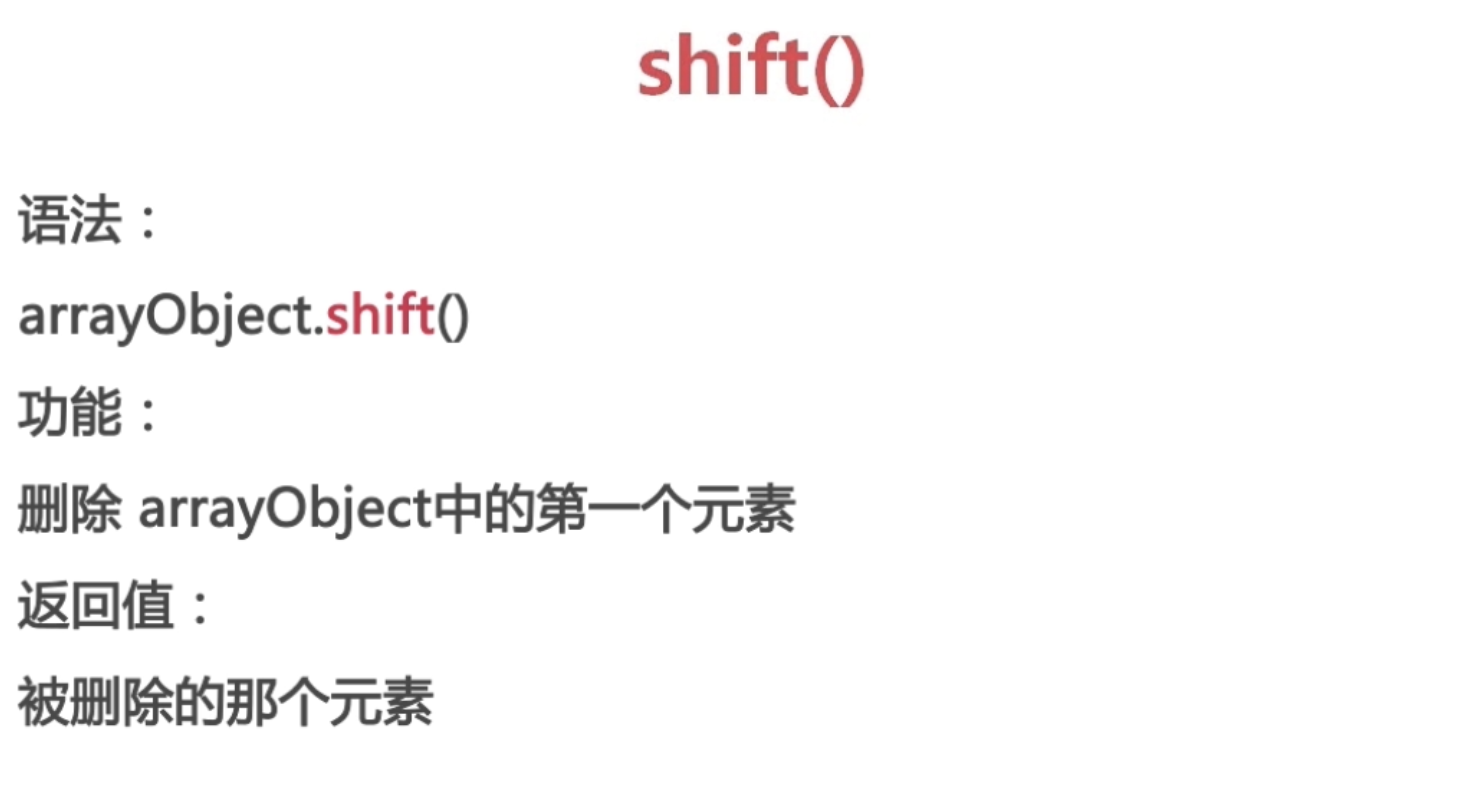 shift()
语法：
arrayObject.shift()
功能：
删除 arrayObject中的第一个元素
返回值：
被删除的那个元素